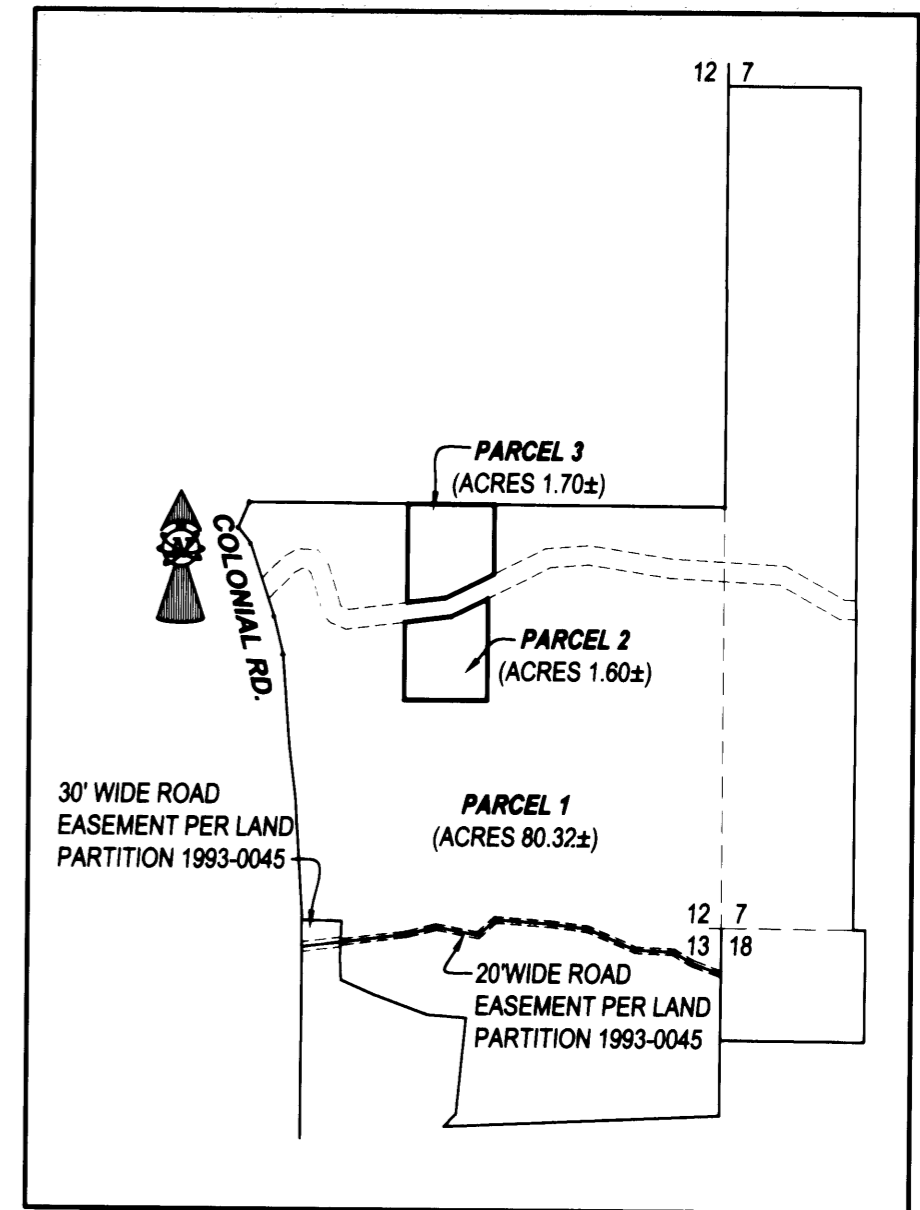 12 7
PARCEL 3
(ACRES 1.70±)
N
COLONIAL RD.
PARCEL 2
(ACRES 1.60±)
30' WIDE ROAD
EASEMENT PER LAND
PARTITION 1993-0045
PARCEL 1
(ACRES 80.32±)
12 7
13 18
20'WIDE ROAD
EASEMENT PER LAND
PARTITION 1993-0045